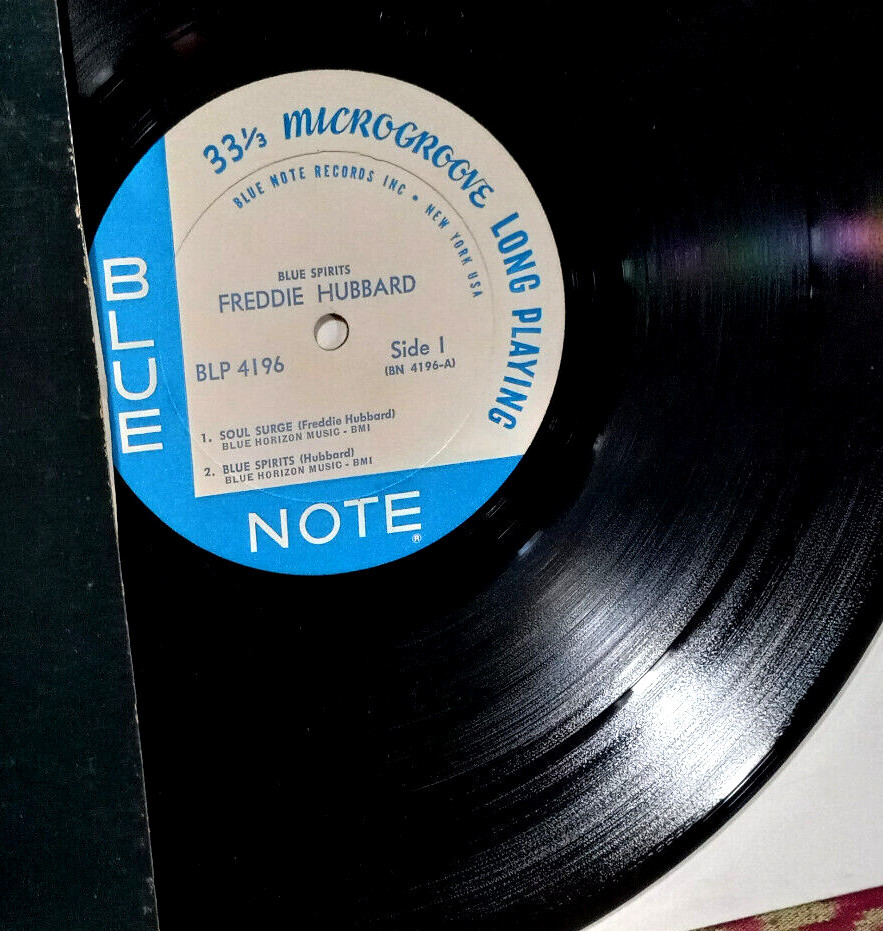 33⅓ MICROGROOVE LONG PLAYING
BLUE NOTE RECORDS INC • NEW YORK USA
BLUE SPIRITS
FREDDIE HUBBARD
BLP 4196
Side 1
(BN 4196-A)
1. SOUL SURGE (Freddie Hubbard)
BLUE HORIZON MUSIC - BMI
2. BLUE SPIRITS (Hubbard)
BLUE HORIZON MUSIC - BMI
BLUE
NOTE ®